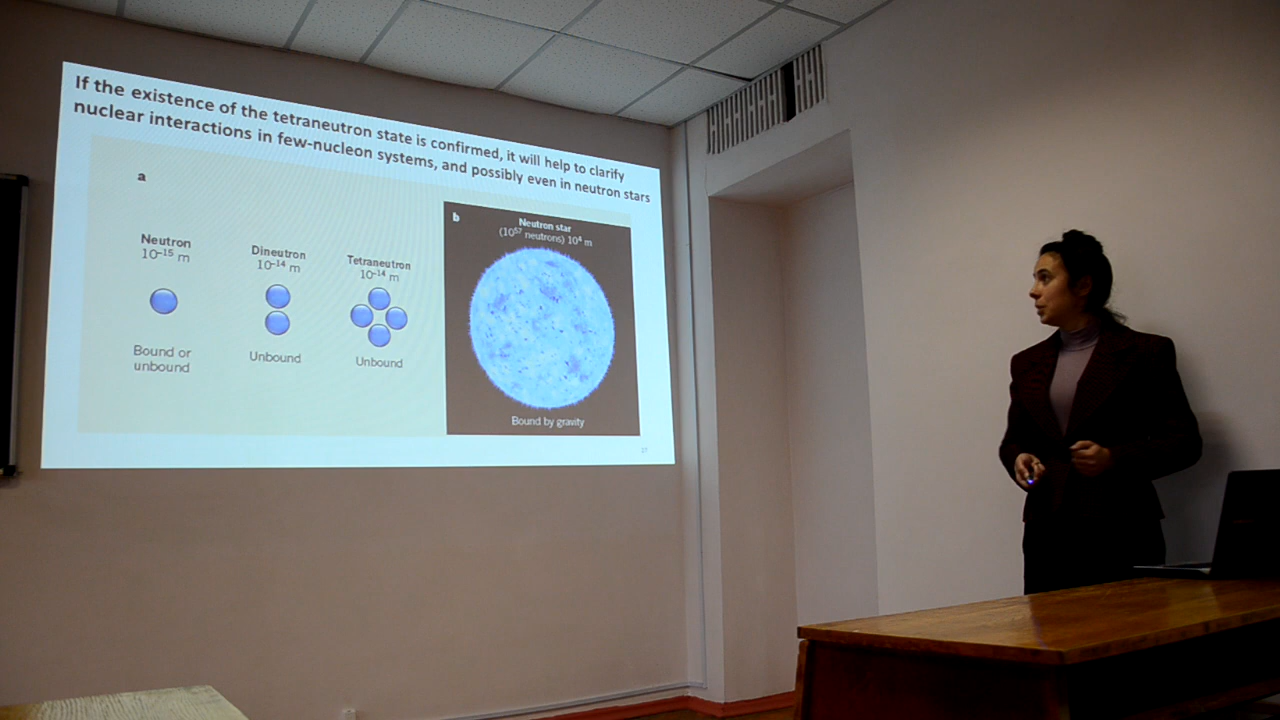 If the existence of the tetraneutron state is confirmed, it will help to clarify
nuclear interactions in few-nucleon systems, and possibly even in neutron stars
a
Neutron
10⁻¹⁵ m
Bound or
unbound
Dineutron
10⁻¹⁴ m
Unbound
Tetraneutron
10⁻¹⁴ m
Unbound
b
Neutron star
(10⁵⁷ neutrons) 10⁴ m
Bound by gravity
27